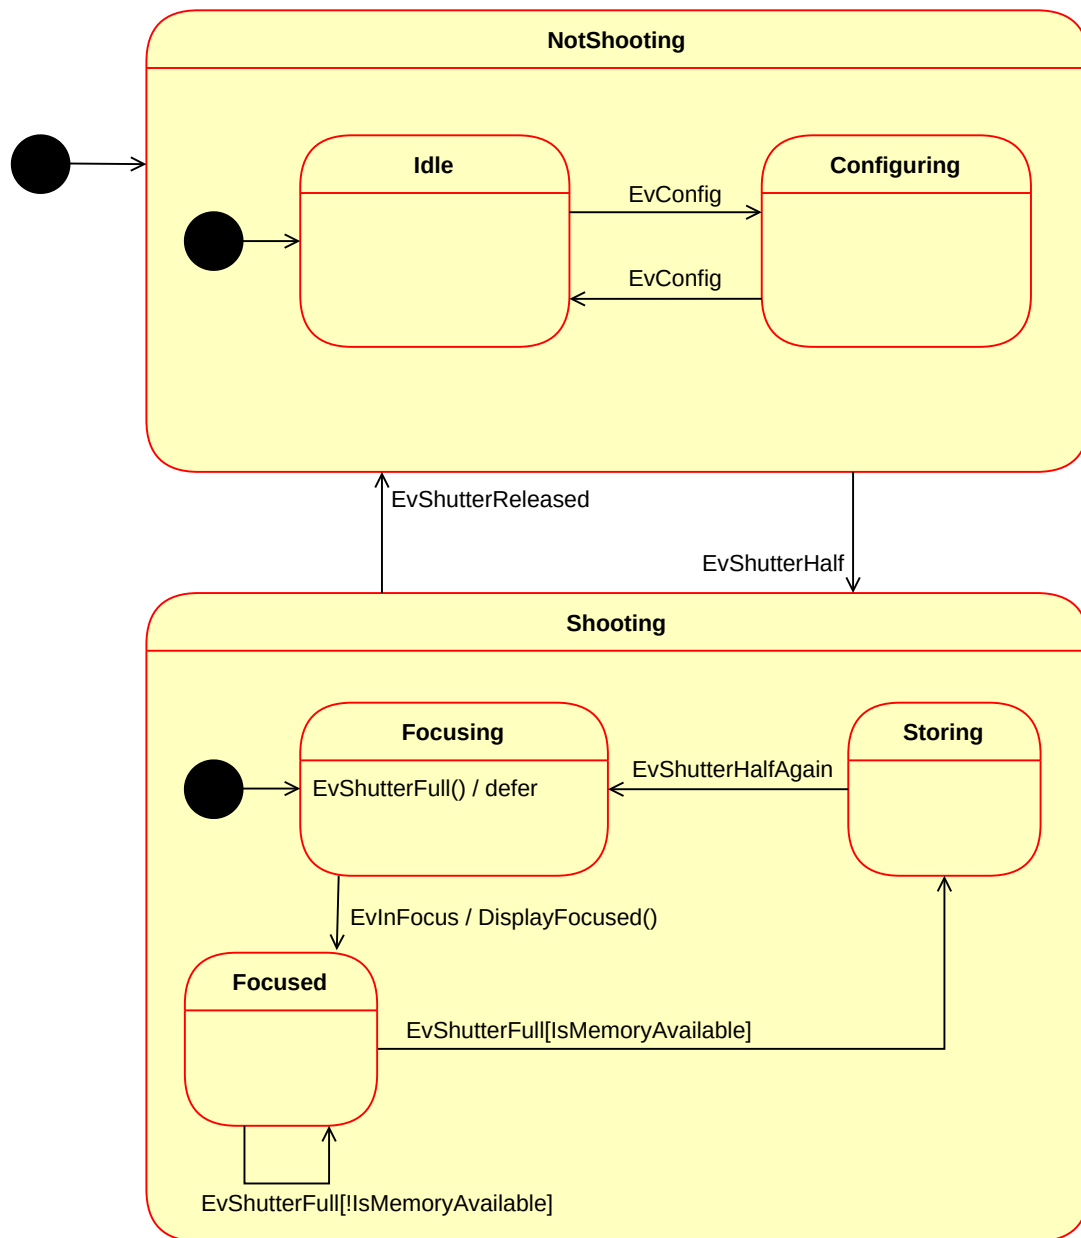 NotShooting
Idle
Configuring
EvConfig
EvConfig
EvShutterReleased
EvShutterHalf
Shooting
Focusing
Storing
EvShutterHalfAgain
EvShutterFull() / defer
EvInFocus / DisplayFocused()
Focused
EvShutterFull[IsMemoryAvailable]
EvShutterFull[!IsMemoryAvailable]